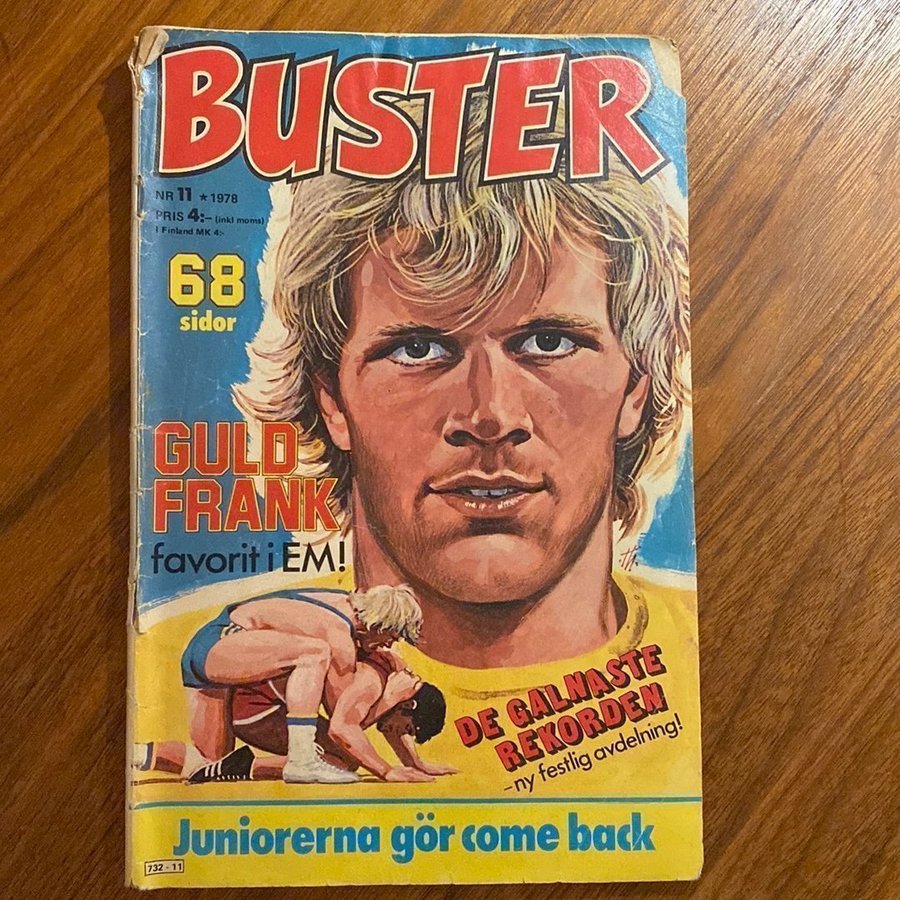 BUSTER
NR 11 ★ 1978
PRIS 4:- (inkl moms)
I Finland MK 4:-
68
sidor
GULD
FRANK
favorit i EM!
DE GALNASTE
REKORDEN
-ny festlig avdelning!
Juniorerna gör come back
732 - 11